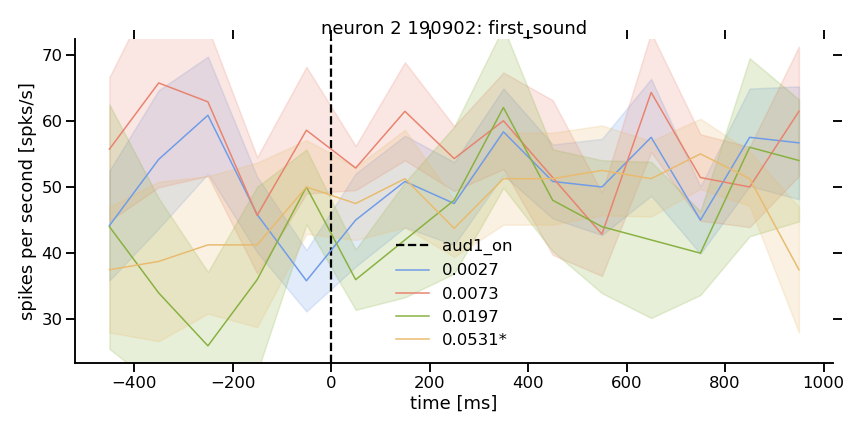 neuron 2 190902: first_sound
spikes per second [spks/s]
70
60
50
40
30
aud1_on
0.0027
0.0073
0.0197
0.0531*
−400 −200 0 200 400 600 800 1000
time [ms]